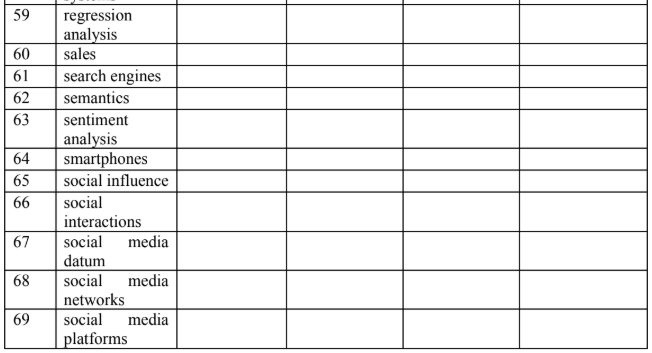 59 regression
analysis
60 sales
61 search engines
62 semantics
63 sentiment
analysis
64 smartphones
65 social influence
66 social
interactions
67 social media
datum
68 social media
networks
69 social media
platforms